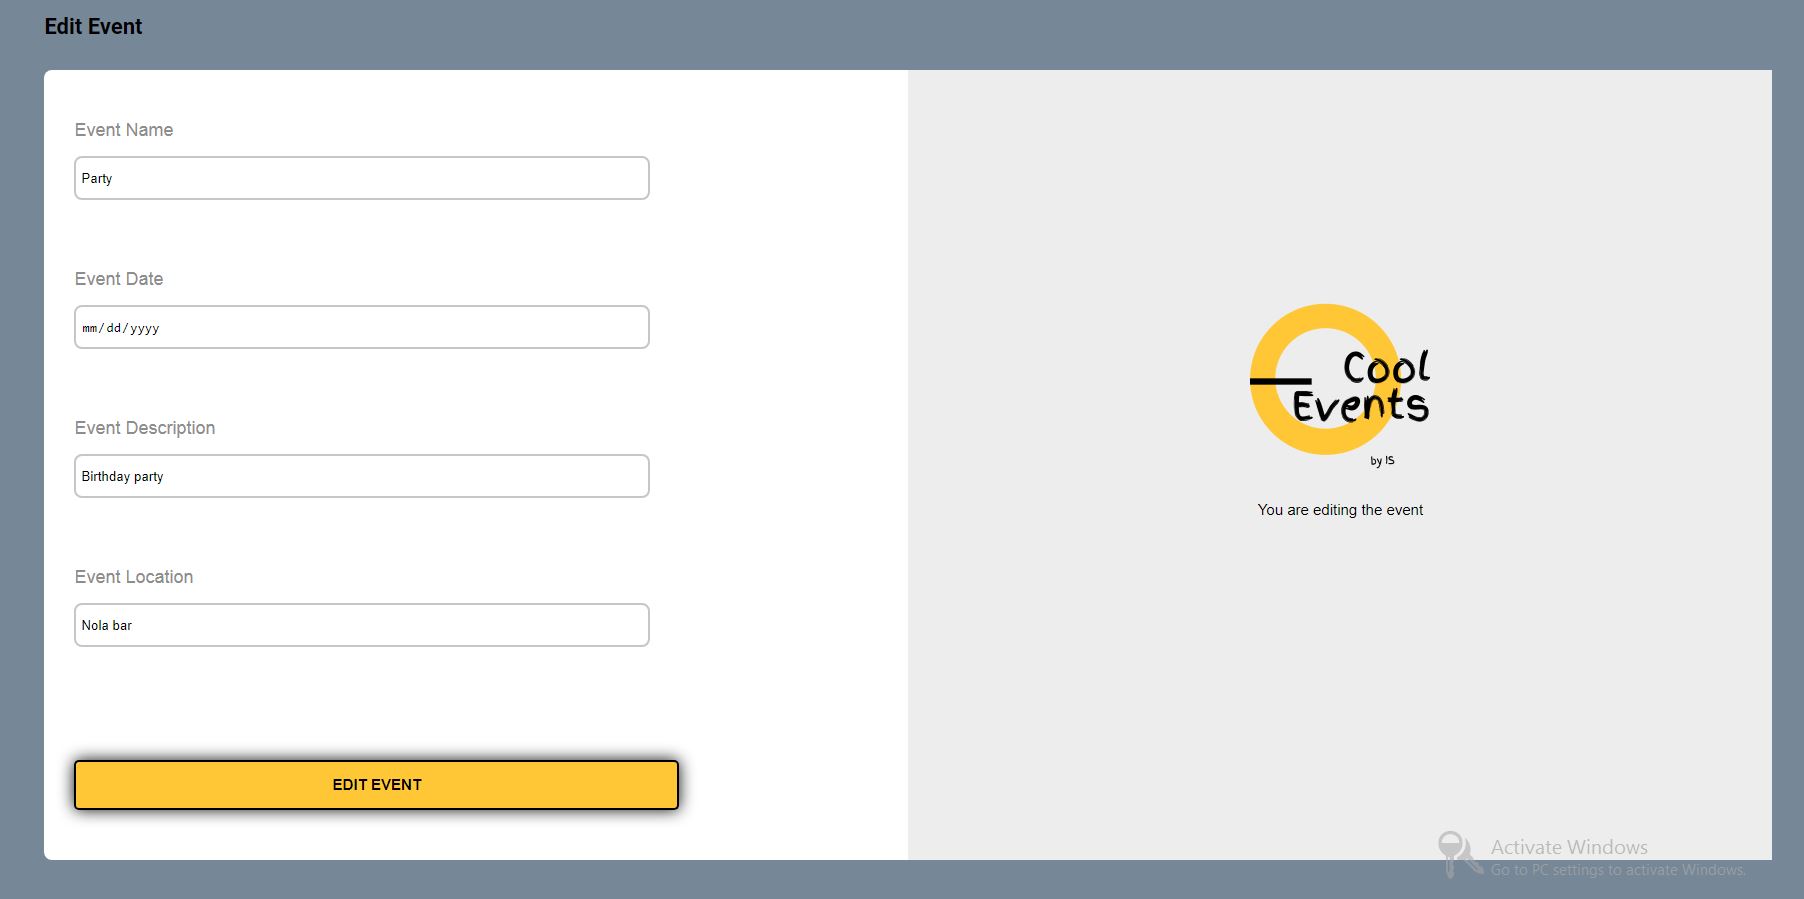 Edit Event
Event Name
Party
Event Date
mm/dd/yyyy
Event Description
Birthday party
Event Location
Nola bar
EDIT EVENT
Cool
Events
by IS
You are editing the event
Activate Windows
Go to PC settings to activate Windows.